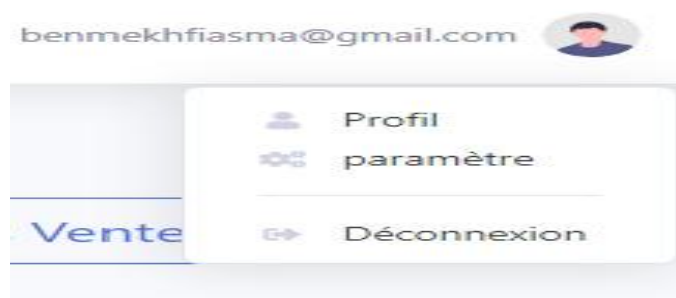 benmekhfiasma@gmail.com
Profil
paramètre
Vente
Déconnexion